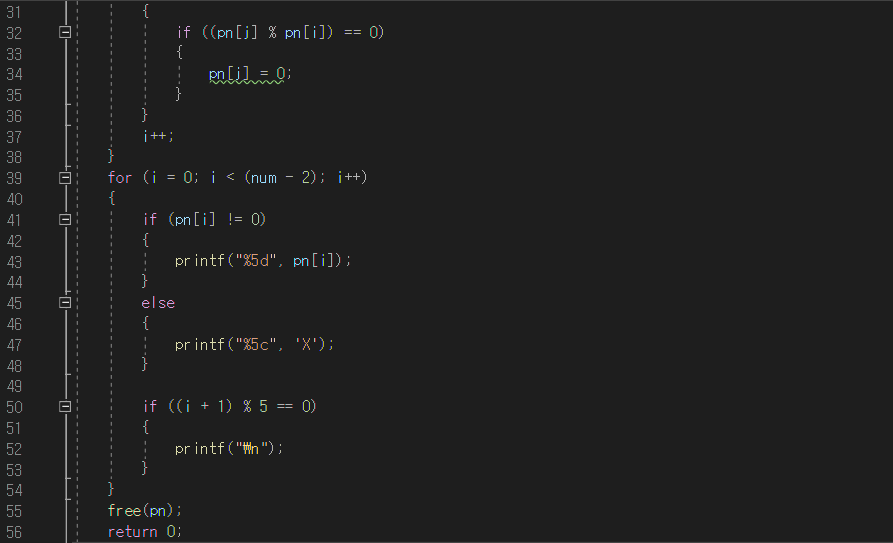 31 {
32 if ((pn[j] % pn[i]) == 0)
33 {
34 pn[j] = 0;
35 }
36 }
37 i++;
38 }
39 for (i = 0; i < (num - 2); i++)
40 {
41 if (pn[i] != 0)
42 {
43 printf("%5d", pn[i]);
44 }
45 else
46 {
47 printf("%5c", 'X');
48 }
49
50 if ((i + 1) % 5 == 0)
51 {
52 printf("₩n");
53 }
54 }
55 free(pn);
56 return 0;